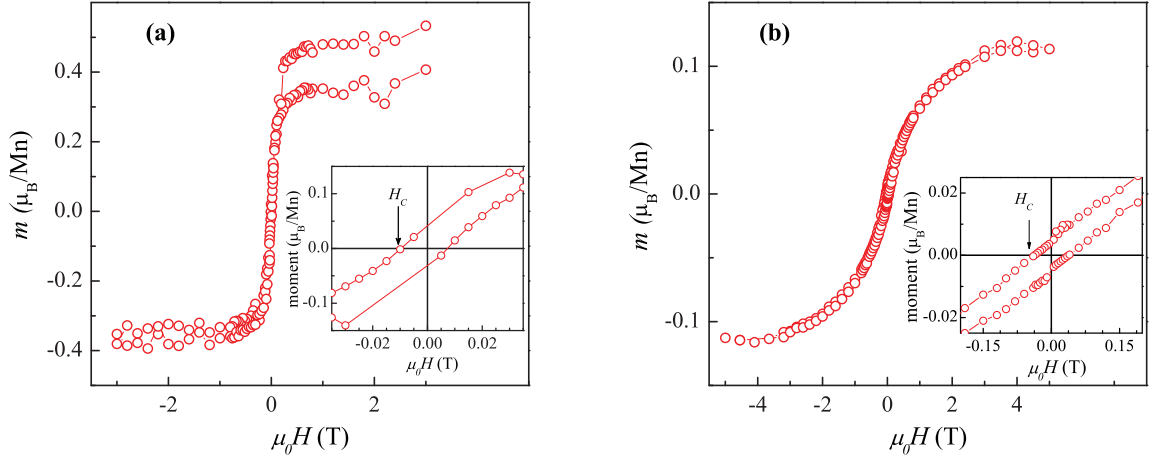 (a)
m (μB/Mn)
0.4
0.2
0.0
-0.2
-0.4
-2
0
2
μ0H (T)
moment (μB/Mn)
0.1
0.0
-0.1
HC
-0.02
0.00
0.02
μ0H (T)
(b)
m (μB/Mn)
0.1
0.0
-0.1
-4
-2
0
2
4
μ0H (T)
moment (μB/Mn)
0.02
0.00
-0.02
HC
-0.15
0.00
0.15
μ0H (T)